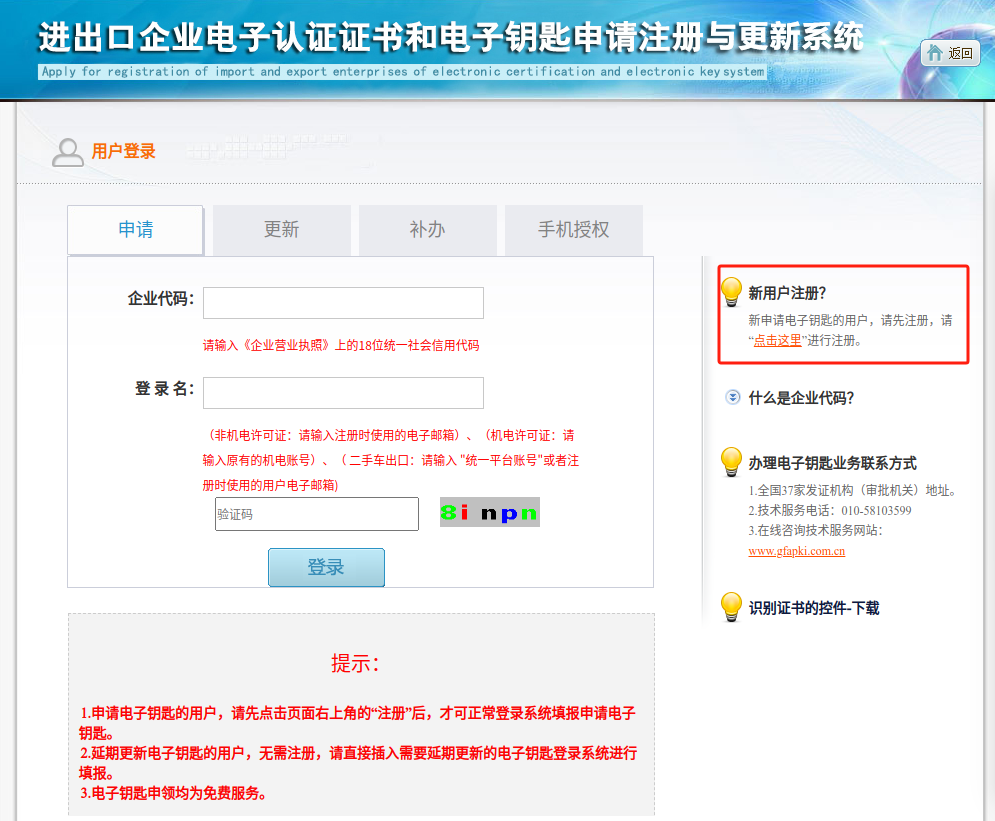 进出口企业电子认证证书和电子钥匙申请注册与更新系统
Apply for registration of import and export enterprises of electronic certification and electronic key system
返回
用户登录
申请
更新
补办
手机授权
企业代码：
请输入《企业营业执照》上的18位统一社会信用代码
登 录 名：
（非机电许可证：请输入注册时使用的电子邮箱）、（机电许可证：请
输入原有的机电账号）、（ 二手车出口：请输入 "统一平台账号"或者注
册时使用的用户电子邮箱)
验证码
8i npn
登录
新用户注册？
新申请电子钥匙的用户，请先注册，请
“点击这里”进行注册。
什么是企业代码？
办理电子钥匙业务联系方式
1.全国37家发证机构（审批机关）地址。
2.技术服务电话：010-58103599
3.在线咨询技术服务网站：
www.gfapki.com.cn
识别证书的控件-下载
提示：
1.申请电子钥匙的用户，请先点击页面右上角的“注册”后，才可正常登录系统填报申请电子
钥匙。
2.延期更新电子钥匙的用户，无需注册，请直接插入需要延期更新的电子钥匙登录系统进行
填报。
3.电子钥匙申领均为免费服务。